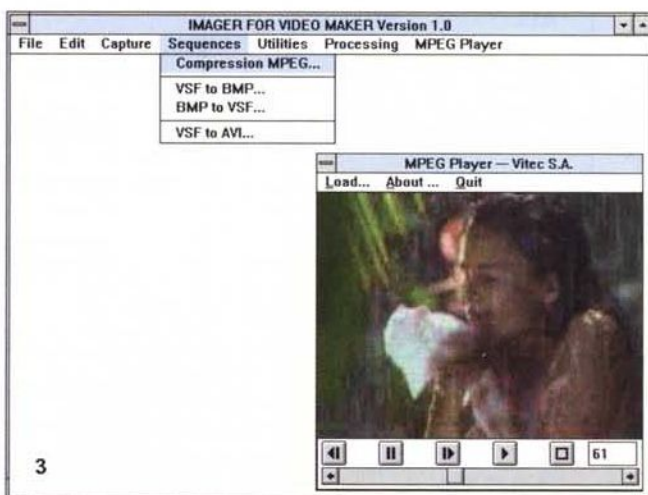 IMAGER FOR VIDEO MAKER Version 1.0
File Edit Capture Sequences Utilities Processing MPEG Player
Compression MPEG...
VSF to BMP...
BMP to VSF...
VSF to AVI...
MPEG Player — Vitec S.A.
Load... About ... Quit
61
3